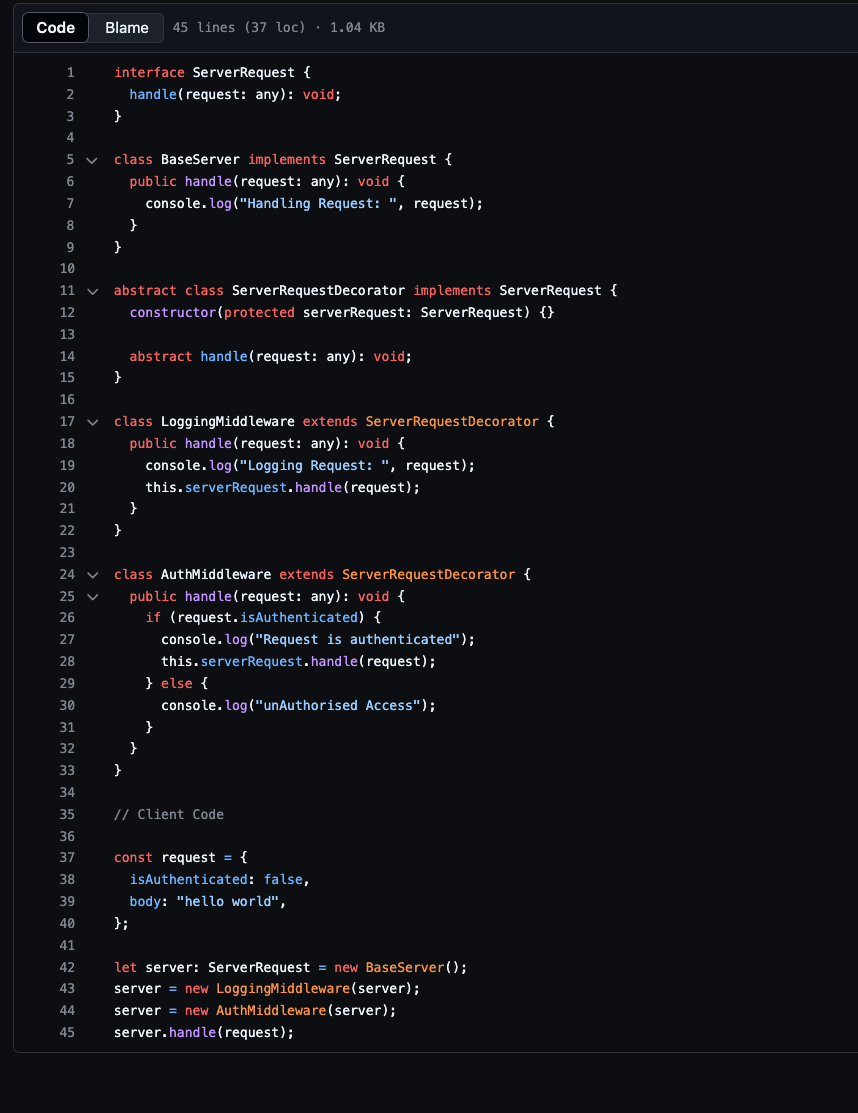 Code Blame 45 lines (37 loc) · 1.04 KB
1 interface ServerRequest {
2   handle(request: any): void;
3 }
4
5 class BaseServer implements ServerRequest {
6   public handle(request: any): void {
7     console.log("Handling Request: ", request);
8   }
9 }
10
11 abstract class ServerRequestDecorator implements ServerRequest {
12   constructor(protected serverRequest: ServerRequest) {}
13
14   abstract handle(request: any): void;
15 }
16
17 class LoggingMiddleware extends ServerRequestDecorator {
18   public handle(request: any): void {
19     console.log("Logging Request: ", request);
20     this.serverRequest.handle(request);
21   }
22 }
23
24 class AuthMiddleware extends ServerRequestDecorator {
25   public handle(request: any): void {
26     if (request.isAuthenticated) {
27       console.log("Request is authenticated");
28       this.serverRequest.handle(request);
29     } else {
30       console.log("unAuthorised Access");
31     }
32   }
33 }
34
35 // Client Code
36
37 const request = {
38   isAuthenticated: false,
39   body: "hello world",
40 };
41
42 let server: ServerRequest = new BaseServer();
43 server = new LoggingMiddleware(server);
44 server = new AuthMiddleware(server);
45 server.handle(request);